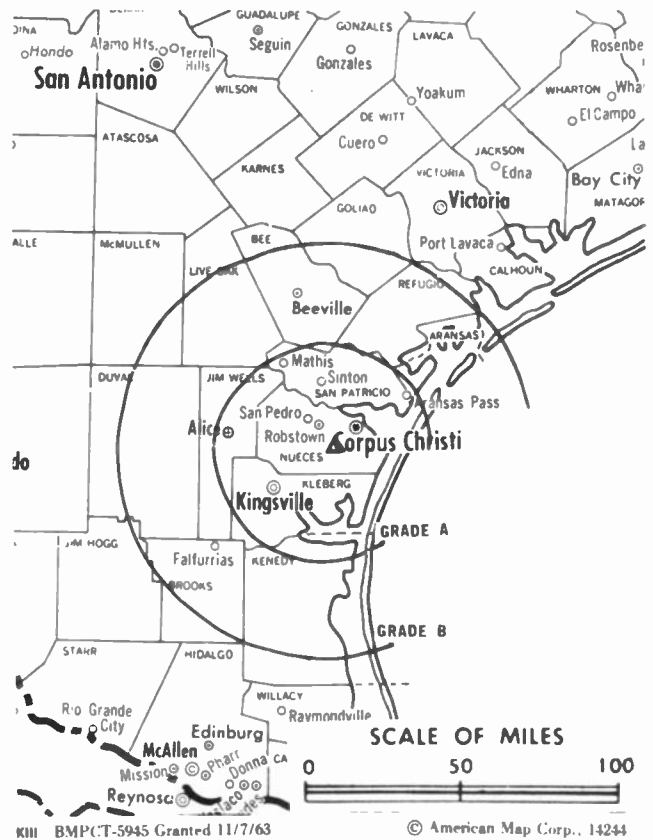 GUADALUPE
GONZALES
LAVACA
Hondo
Alamo Hts.
Terrell
Hills
Seguin
Gonzales
San Antonio
WILSON
Yoakum
WHARTON
El Campo
DE WITT
ATASCOSA
Cuero
JACKSON
Edna
KARNES
VICTORIA
Bay City
Victoria
GOLIAD
McMULLEN
BEE
Port Lavaca
LIVE OAK
CALHOUN
REFUGIO
Beeville
ARANSAS
Mathis
DUVAL
JIM WELLS
Sinton
SAN PATRICIO
Aransas Pass
San Pedro
Alice
Robstown
Corpus Christi
NUECES
KLEBERG
Kingsville
GRADE A
JIM HOGG
Falfurrias
KENEDY
BROOKS
GRADE B
STARR
HIDALGO
WILLACY
Rio Grande
City
Raymondville
Edinburg
McAllen
Mission
Pharr
Donna
Reynosa
SCALE OF MILES
0 50 100
KIII BMPCT-5945 Granted 11/7/63
© American Map Corp., 14244